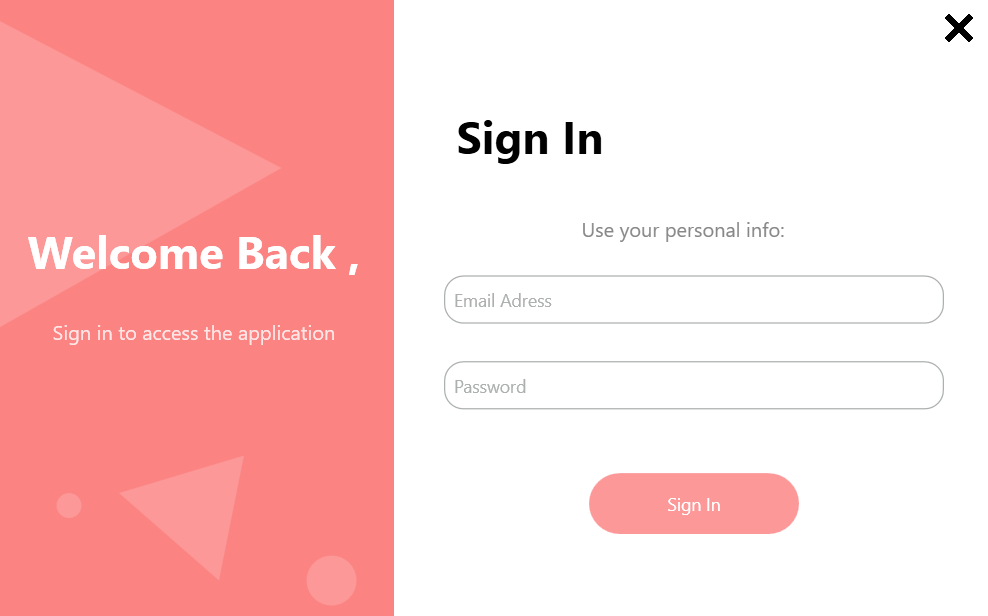 Welcome Back ,
Sign in to access the application
Sign In
Use your personal info:
Email Adress
Password
Sign In